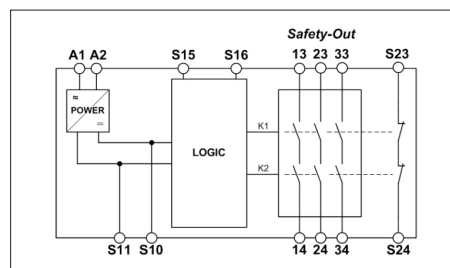 Safety-Out
A1 A2 S15 S16 13 23 33 S23
≂
POWER
⎓
LOGIC
K1
K2
S11 S10 14 24 34 S24